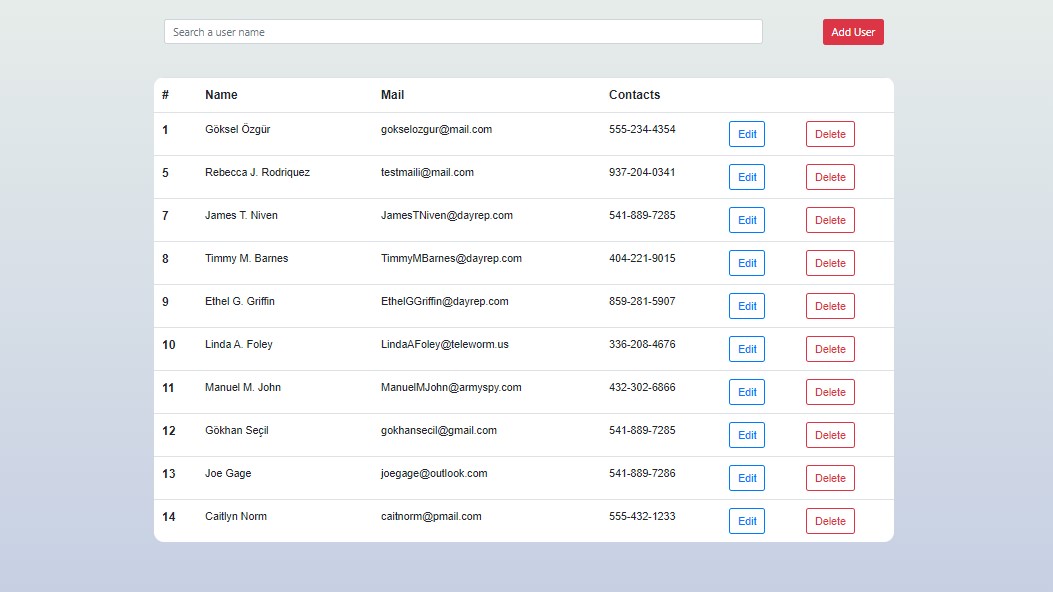 Search a user name Add User
# Name Mail Contacts
1 Göksel Özgür gokselozgur@mail.com 555-234-4354 Edit Delete
5 Rebecca J. Rodriquez testmaili@mail.com 937-204-0341 Edit Delete
7 James T. Niven JamesTNiven@dayrep.com 541-889-7285 Edit Delete
8 Timmy M. Barnes TimmyMBarnes@dayrep.com 404-221-9015 Edit Delete
9 Ethel G. Griffin EthelGGriffin@dayrep.com 859-281-5907 Edit Delete
10 Linda A. Foley LindaAFoley@teleworm.us 336-208-4676 Edit Delete
11 Manuel M. John ManuelMJohn@armyspy.com 432-302-6866 Edit Delete
12 Gökhan Seçil gokhansecil@gmail.com 541-889-7285 Edit Delete
13 Joe Gage joegage@outlook.com 541-889-7286 Edit Delete
14 Caitlyn Norm caitnorm@pmail.com 555-432-1233 Edit Delete